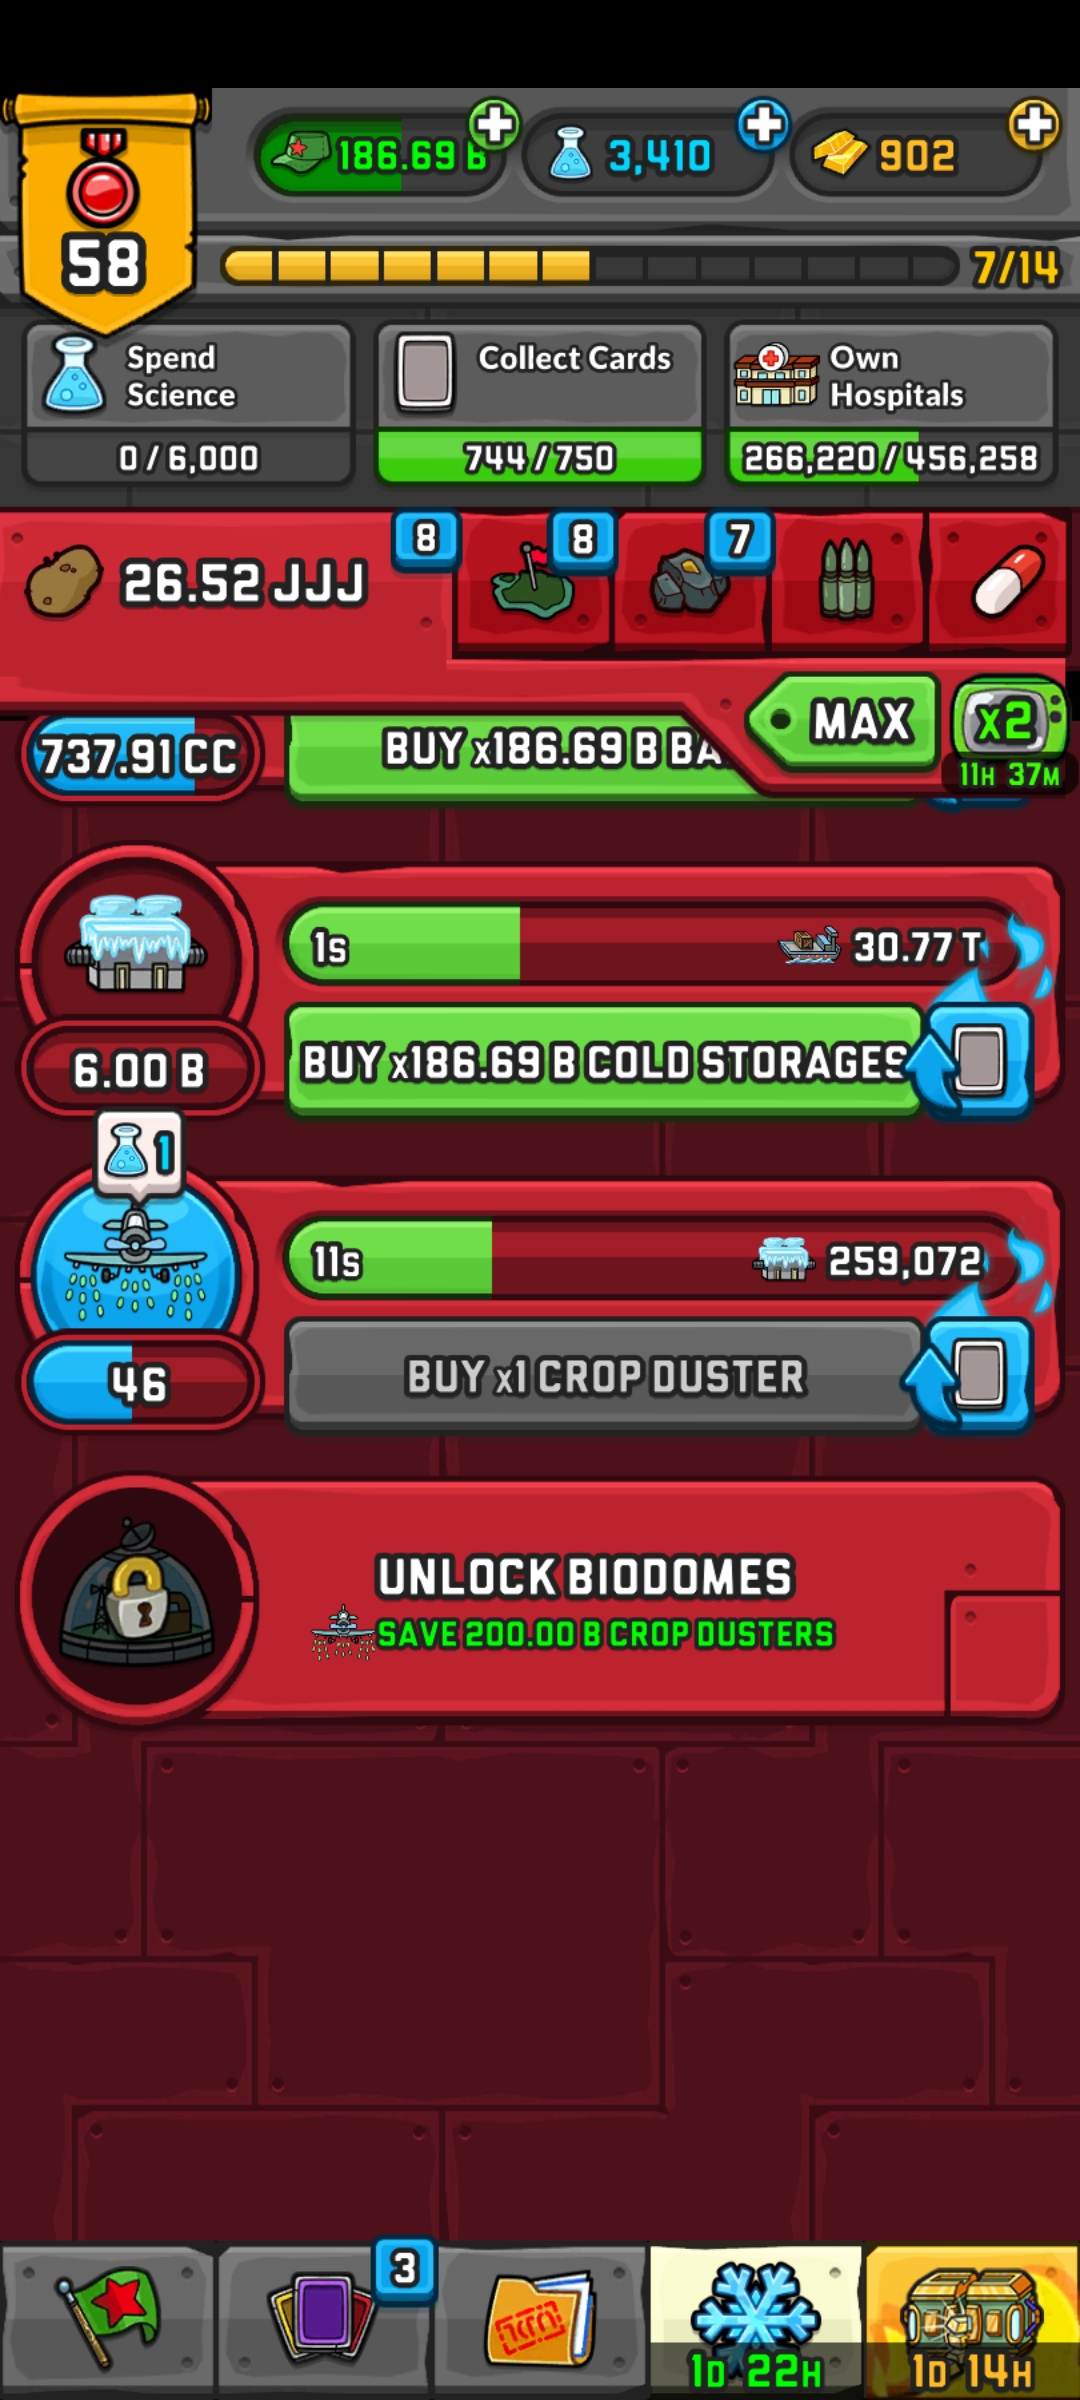 186.69 B
3,410
902
58
7/14
Spend
Science
0 / 6,000
Collect Cards
744 / 750
Own
Hospitals
266,220 / 456,258
26.52 JJJ
8
8
7
MAX
x2
11H 37M
737.91 CC
BUY x186.69 B BA
1s
30.77 T
6.00 B
BUY x186.69 B COLD STORAGES
1
11s
259,072
46
BUY x1 CROP DUSTER
UNLOCK BIODOMES
SAVE 200.00 B CROP DUSTERS
3
1D 22H
1D 14H